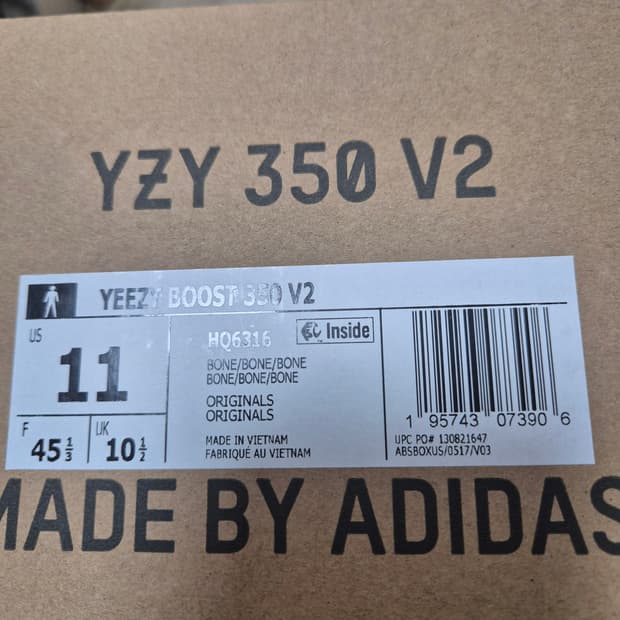 YZY 350 V2
YEEZY BOOST 350 V2
US
11
F
45 1/3
UK
10 1/2
HQ6316
Inside
BONE/BONE/BONE
BONE/BONE/BONE
ORIGINALS
ORIGINALS
MADE IN VIETNAM
FABRIQUÉ AU VIETNAM
1 95743 07390 6
UPC PO# 130821647
ABSBOXUS/0517/V03
MADE BY ADIDAS